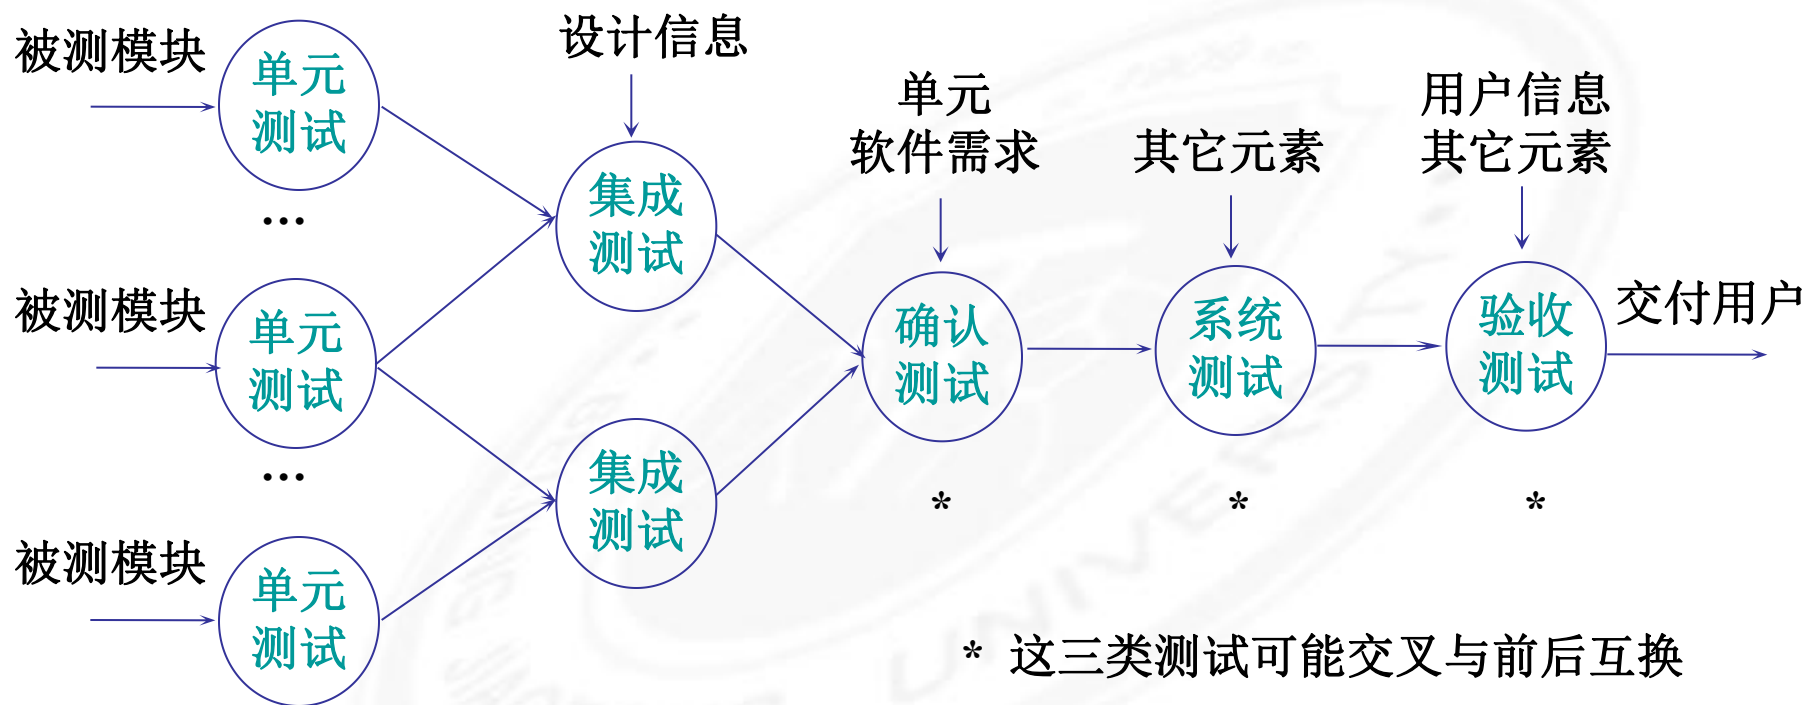 被测模块
单元
测试
...
被测模块
单元
测试
...
被测模块
单元
测试
设计信息
集成
测试
集成
测试
单元
软件需求
确认
测试
*
其它元素
系统
测试
*
用户信息
其它元素
验收
测试
*
交付用户
* 这三类测试可能交叉与前后互换
UNIVERSITY